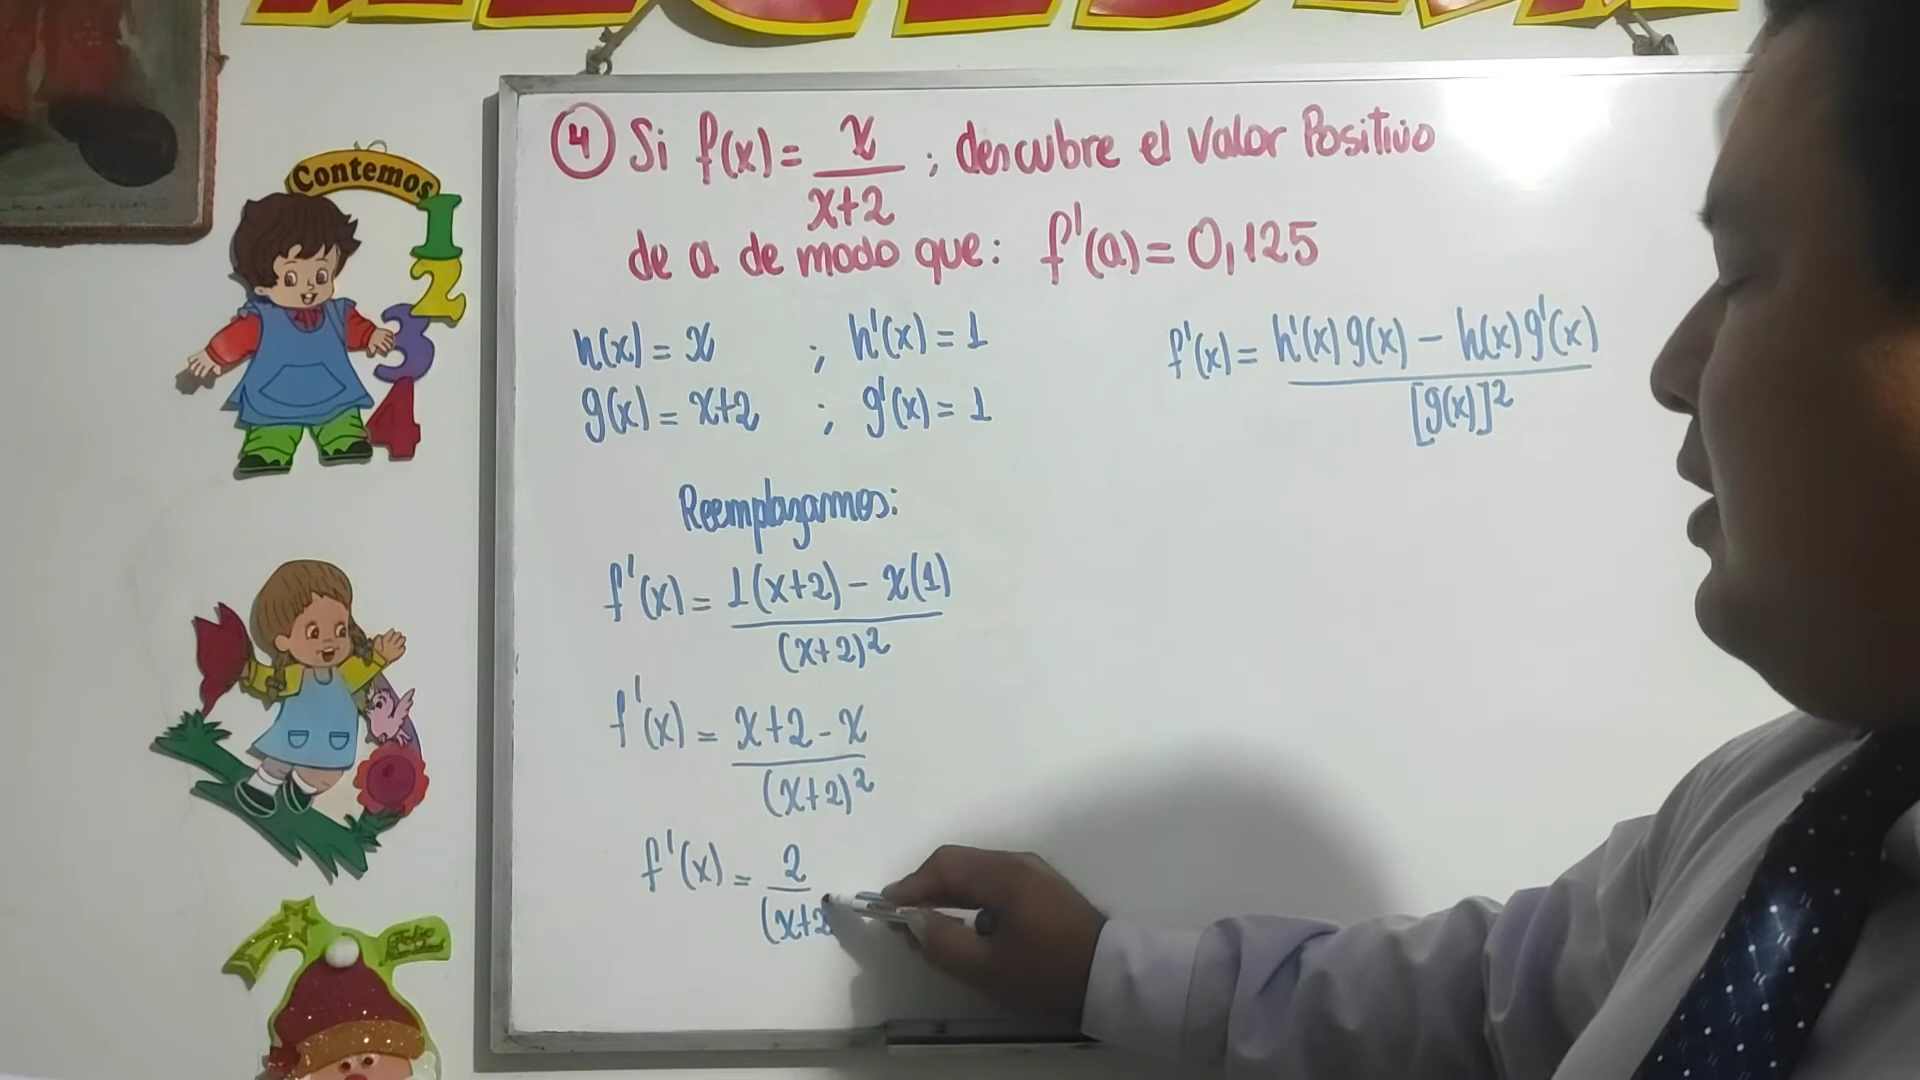 Contemos
1
2
3
4
④ Si f(x) = x/(x+2) ; descubre el Valor Positivo
de a de modo que: f'(a) = 0,125
h(x) = x ; h'(x) = 1
g(x) = x+2 ; g'(x) = 1
f'(x) = (h'(x) g(x) − h(x) g'(x)) / [g(x)]²
Reemplazamos:
f'(x) = (1(x+2) − x(1)) / (x+2)²
f'(x) = (x+2−x) / (x+2)²
f'(x) = 2 / (x+2